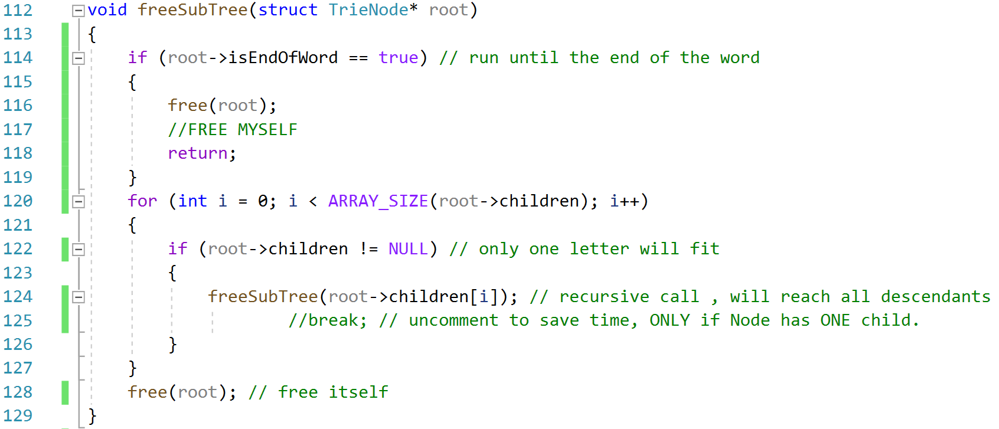 112 void freeSubTree(struct TrieNode* root)
113 {
114 if (root->isEndOfWord == true) // run until the end of the word
115 {
116 free(root);
117 //FREE MYSELF
118 return;
119 }
120 for (int i = 0; i < ARRAY_SIZE(root->children); i++)
121 {
122 if (root->children != NULL) // only one letter will fit
123 {
124 freeSubTree(root->children[i]); // recursive call , will reach all descendants
125 //break; // uncomment to save time, ONLY if Node has ONE child.
126 }
127 }
128 free(root); // free itself
129 }